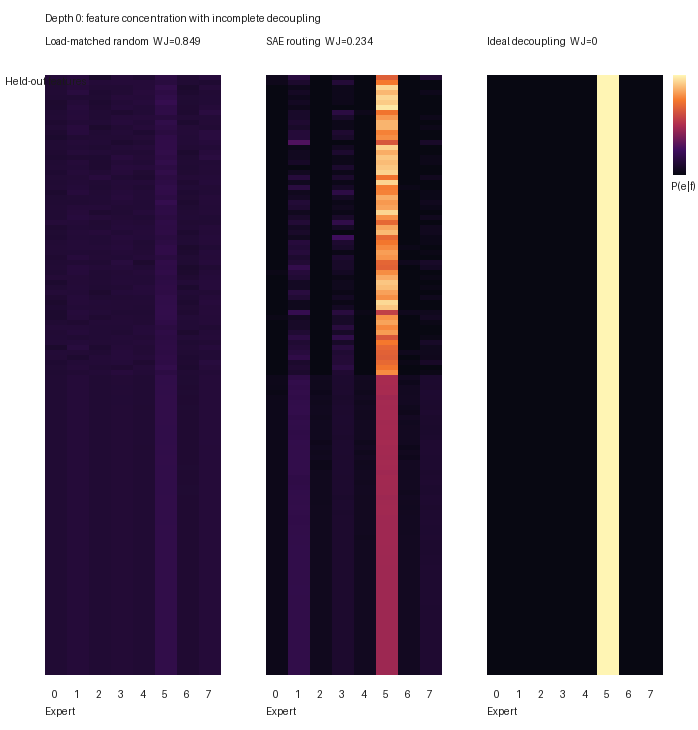 Depth 0: feature concentration with incomplete decoupling
Load-matched random WJ=0.849
SAE routing WJ=0.234
Ideal decoupling WJ=0
Held-out
P(e|f)
0 1 2 3 4 5 6 7
Expert
0 1 2 3 4 5 6 7
Expert
0 1 2 3 4 5 6 7
Expert